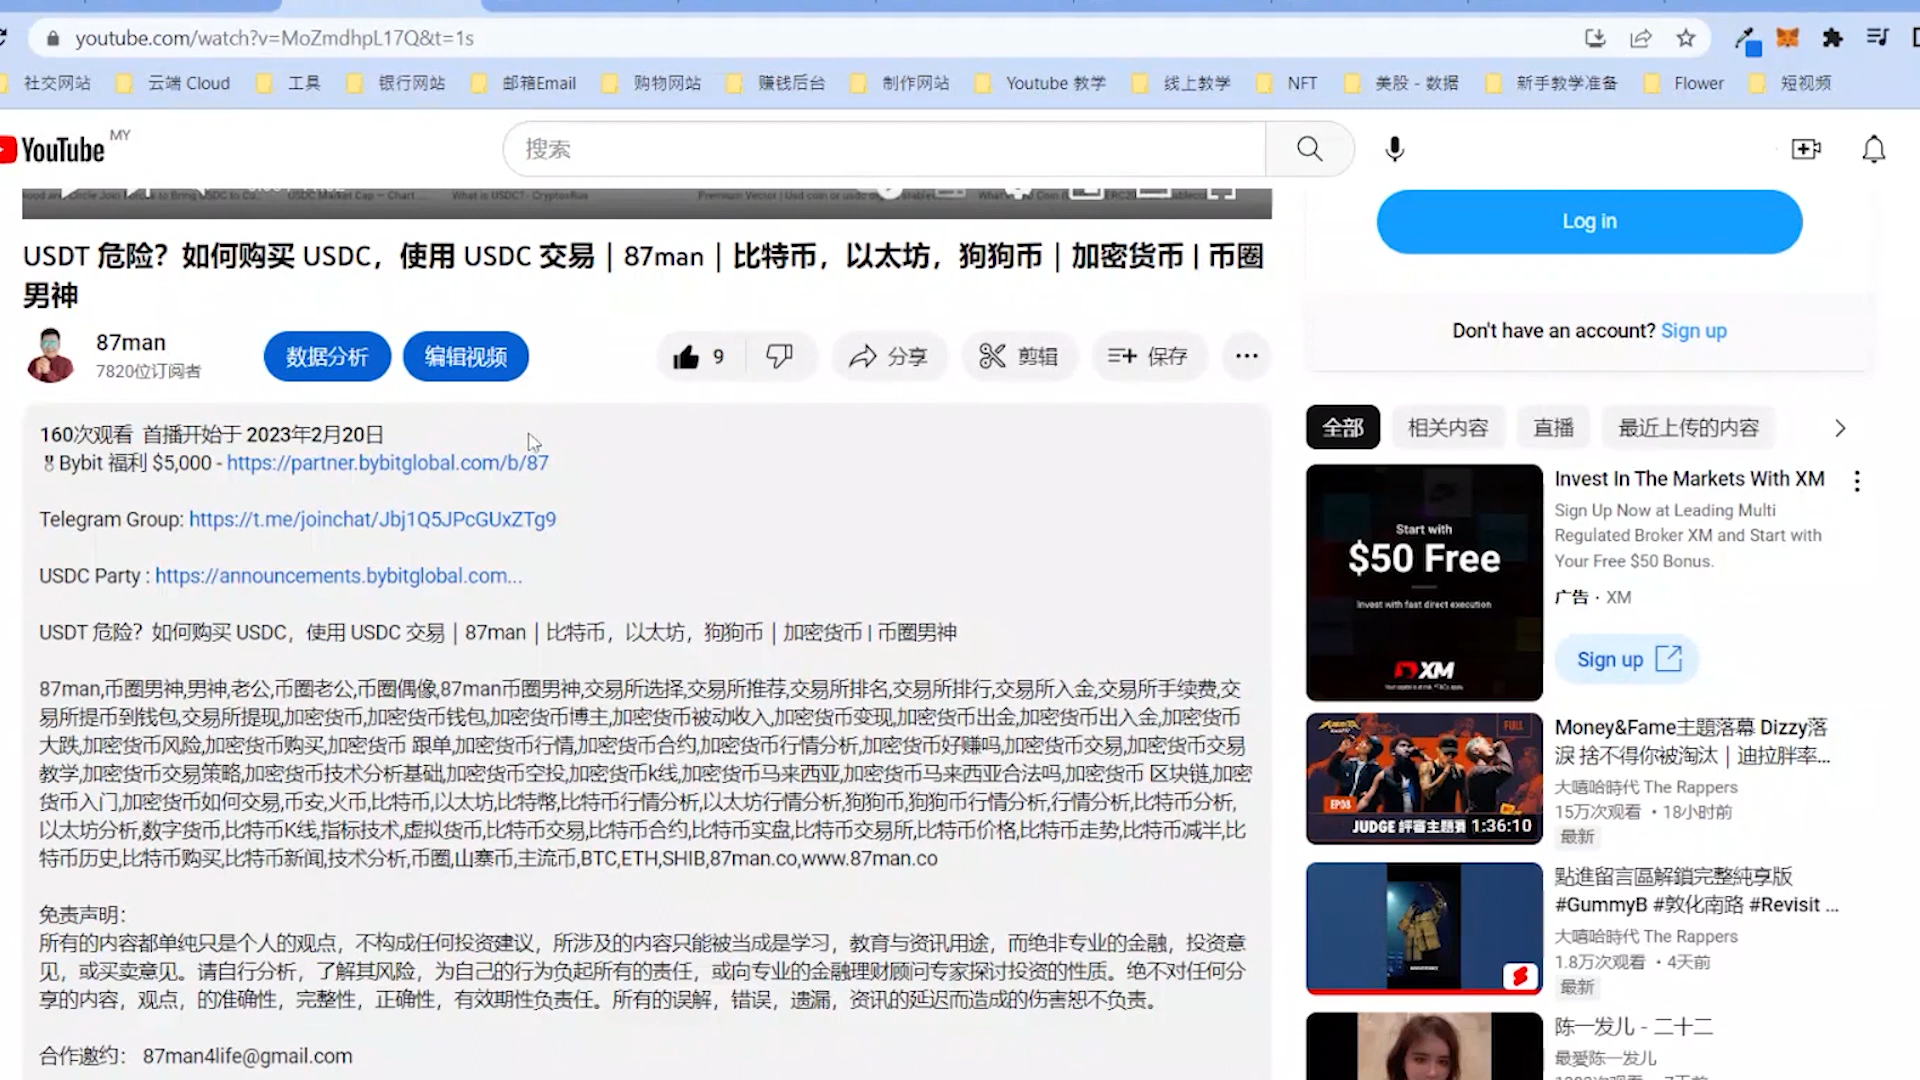 youtube.com/watch?v=MoZmdhpL17Q&t=1s
社交网站 云端 Cloud 工具 银行网站 邮箱Email 购物网站 赚钱后台 制作网站 Youtube 教学 线上教学 NFT 美股 - 数据 新手教学准备 Flower 短视频
YouTube MY
搜索
USDT 危险？如何购买 USDC，使用 USDC 交易｜87man｜比特币，以太坊，狗狗币｜加密货币 | 币圈
男神
87man
7820位订阅者
数据分析
编辑视频
9
分享
剪辑
保存
160次观看 首播开始于 2023年2月20日
🎖Bybit 福利 $5,000 - https://partner.bybitglobal.com/b/87
Telegram Group: https://t.me/joinchat/Jbj1Q5JPcGUxZTg9
USDC Party : https://announcements.bybitglobal.com...
USDT 危险？如何购买 USDC，使用 USDC 交易｜87man｜比特币，以太坊，狗狗币｜加密货币 | 币圈男神
87man,币圈男神,男神,老公,币圈老公,币圈偶像,87man币圈男神,交易所选择,交易所推荐,交易所排名,交易所排行,交易所入金,交易所手续费,交
易所提币到钱包,交易所提现,加密货币,加密货币钱包,加密货币博主,加密货币被动收入,加密货币变现,加密货币出金,加密货币出入金,加密货币
大跌,加密货币风险,加密货币购买,加密货币 跟单,加密货币行情,加密货币合约,加密货币行情分析,加密货币好赚吗,加密货币交易,加密货币交易
教学,加密货币交易策略,加密货币技术分析基础,加密货币空投,加密货币k线,加密货币马来西亚,加密货币马来西亚合法吗,加密货币 区块链,加密
货币入门,加密货币如何交易,币安,火币,比特币,以太坊,比特幣,比特币行情分析,以太坊行情分析,狗狗币,狗狗币行情分析,行情分析,比特币分析,
以太坊分析,数字货币,比特币K线,指标技术,虚拟货币,比特币交易,比特币合约,比特币实盘,比特币交易所,比特币价格,比特币走势,比特币减半,比
特币历史,比特币购买,比特币新闻,技术分析,币圈,山寨币,主流币,BTC,ETH,SHIB,87man.co,www.87man.co
免责声明：
所有的内容都单纯只是个人的观点，不构成任何投资建议，所涉及的内容只能被当成是学习，教育与资讯用途，而绝非专业的金融，投资意
见，或买卖意见。请自行分析，了解其风险，为自己的行为负起所有的责任，或向专业的金融理财顾问专家探讨投资的性质。绝不对任何分
享的内容，观点，的准确性，完整性，正确性，有效期性负责任。所有的误解，错误，遗漏，资讯的延迟而造成的伤害恕不负责。
合作邀约： 87man4life@gmail.com
Log in
Don't have an account? Sign up
全部 相关内容 直播 最近上传的内容
Start with
$50 Free
Invest with fast direct execution
XM
Invest In The Markets With XM
Sign Up Now at Leading Multi
Regulated Broker XM and Start with
Your Free $50 Bonus.
广告 · XM
Sign up
FULL
EP08
JUDGE 評審主題
1:36:10
Money&Fame主題落幕 Dizzy落
淚 捨不得你被淘汰｜迪拉胖率...
大嘻哈時代 The Rappers
15万次观看 · 18小时前
最新
點進留言區解鎖完整純享版
#GummyB #敦化南路 #Revisit ...
大嘻哈時代 The Rappers
1.8万次观看 · 4天前
最新
陈一发儿 - 二十二
最愛陈一发儿